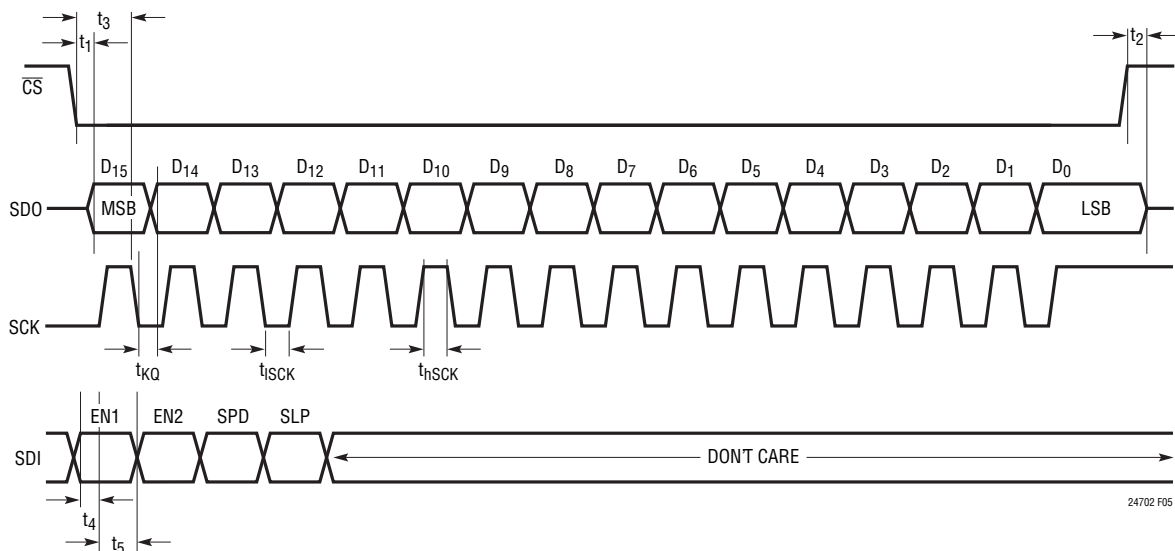 t3
t1
t2
CS
D15 D14 D13 D12 D11 D10 D9 D8 D7 D6 D5 D4 D3 D2 D1 D0
SDO MSB LSB
SCK
tKQ tlSCK thSCK
EN1 EN2 SPD SLP
SDI DON'T CARE
t4
t5
24702 F05